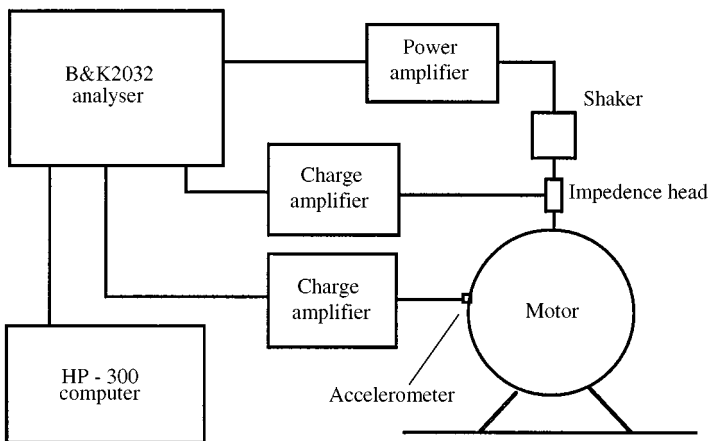 B&K2032
analyser
Power
amplifier
Shaker
Charge
amplifier
Impedence head
Charge
amplifier
Motor
HP - 300
computer
Accelerometer